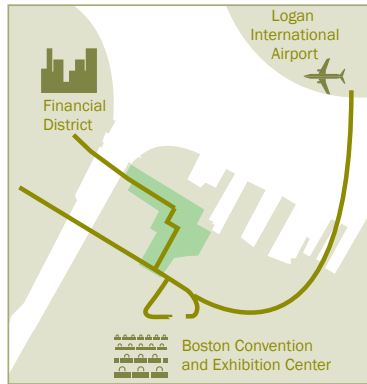 Logan
International
Airport
Financial
District
Boston Convention
and Exhibition Center